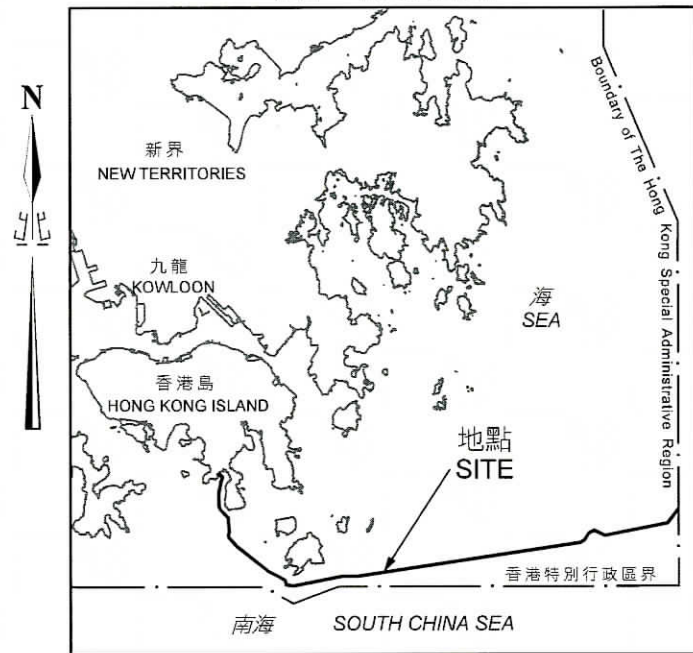 N
新界
NEW TERRITORIES
九龍
KOWLOON
香港島
HONG KONG ISLAND
海
SEA
Boundary of The Hong Kong Special Administrative Region
地點
SITE
香港特別行政區界
南海 SOUTH CHINA SEA